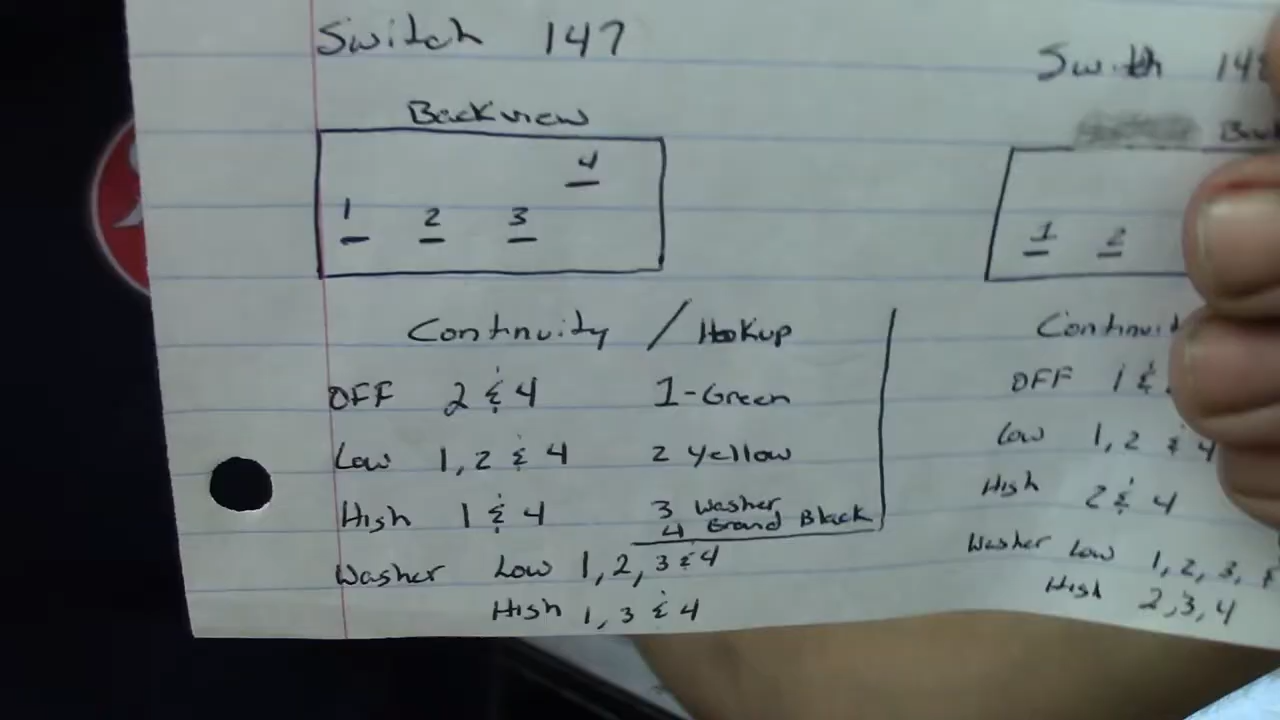 Switch 147
Backview
4
1 2 3
Continuity / Hookup
OFF 2 & 4 1-Green
Low 1, 2 & 4 2 Yellow
High 1 & 4 3 Washer
4 Ground Black
Washer Low 1, 2, 3 & 4
High 1, 3 & 4
Switch
1 2
OFF 1 &
Low 1, 2 & 4
High 2 & 4
Washer Low 1, 2, 3,
High 2, 3, 4